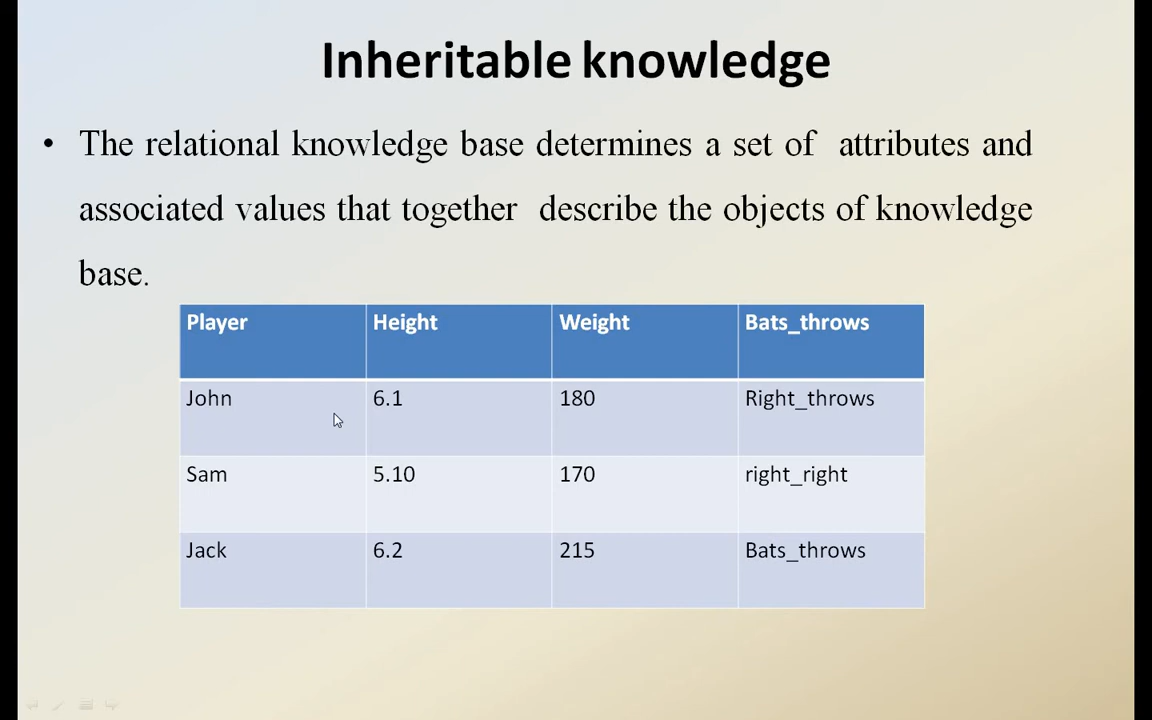 Inheritable knowledge
• The relational knowledge base determines a set of attributes and
associated values that together describe the objects of knowledge
base.
Player Height Weight Bats_throws
John 6.1 180 Right_throws
Sam 5.10 170 right_right
Jack 6.2 215 Bats_throws